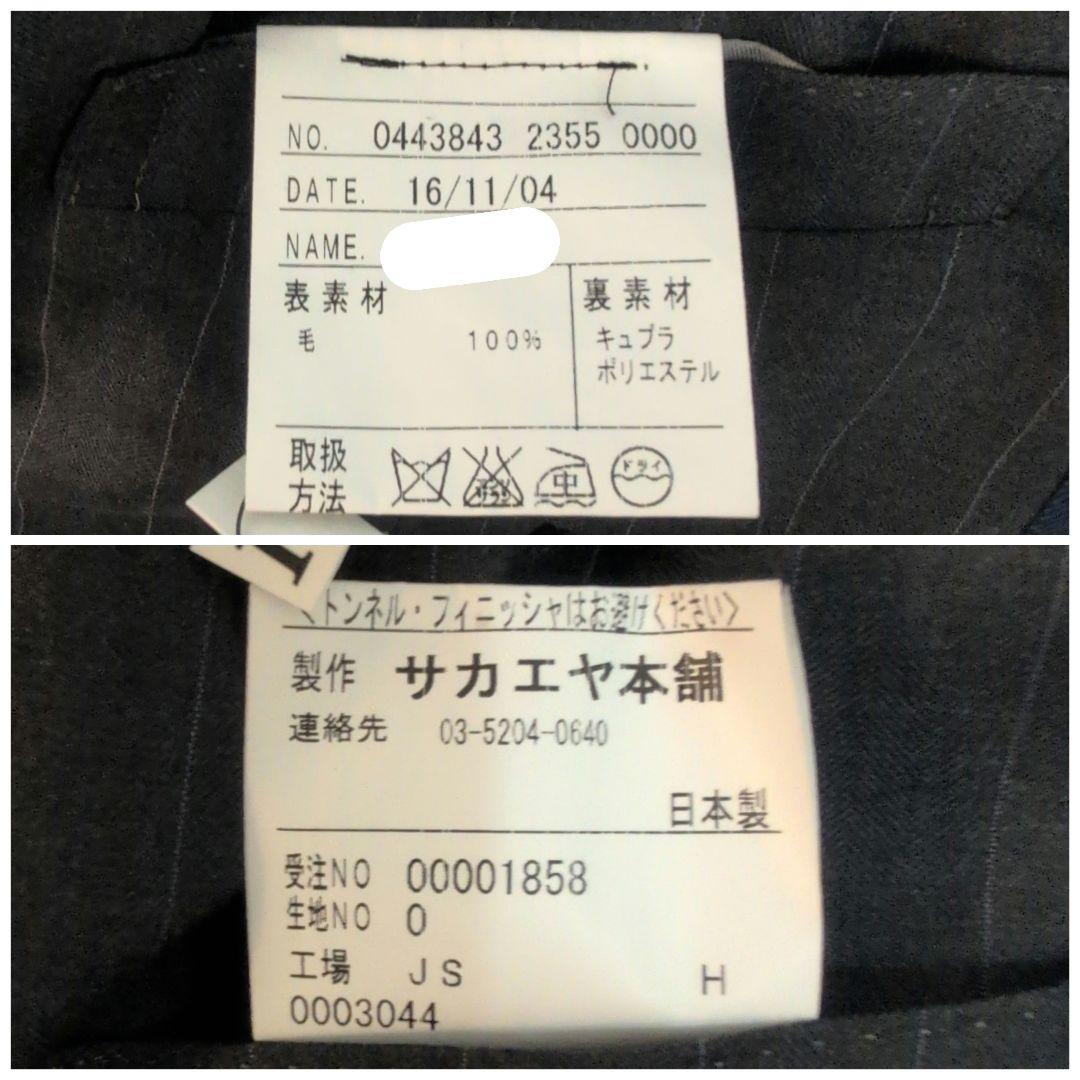 NO. 0443843 2355 0000
DATE. 16/11/04
NAME.
表素材 裏素材
毛 100% キュプラ
ポリエステル
取扱 中 ドライ
方法
〈トンネル・フィニッシャはお避けください〉
製作 サカエヤ本舗
連絡先 03-5204-0640
日本製
受注NO 00001858
生地NO 0
工場 JS H
0003044